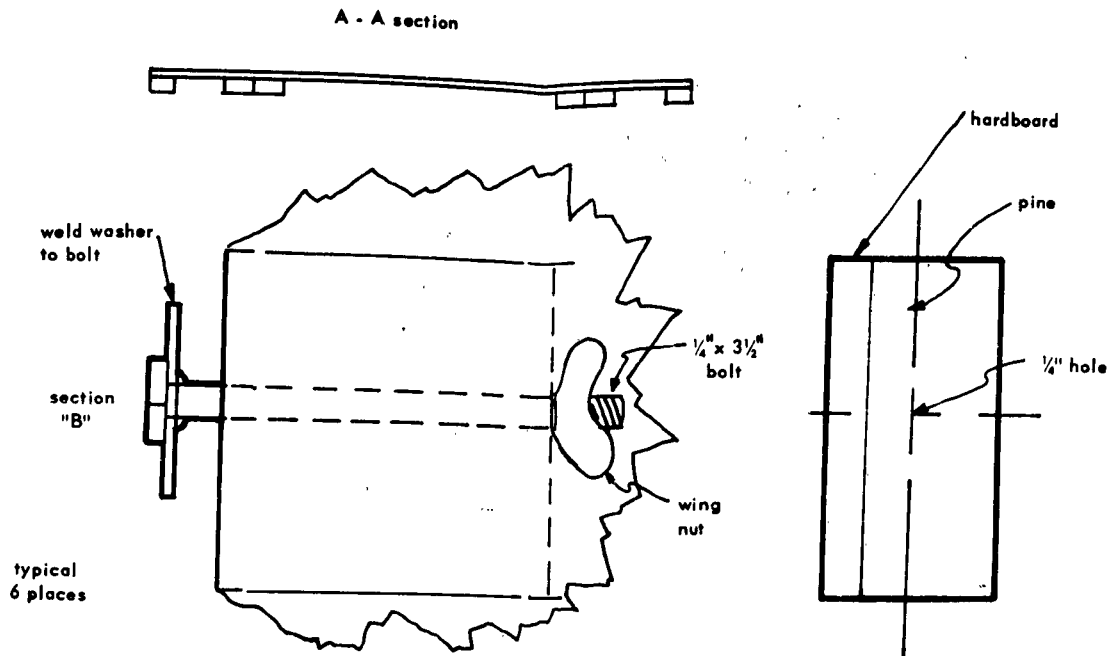 A - A section
hardboard
pine
weld washer
to bolt
¼" x 3½"
bolt
¼" hole
section
"B"
wing
nut
typical
6 places